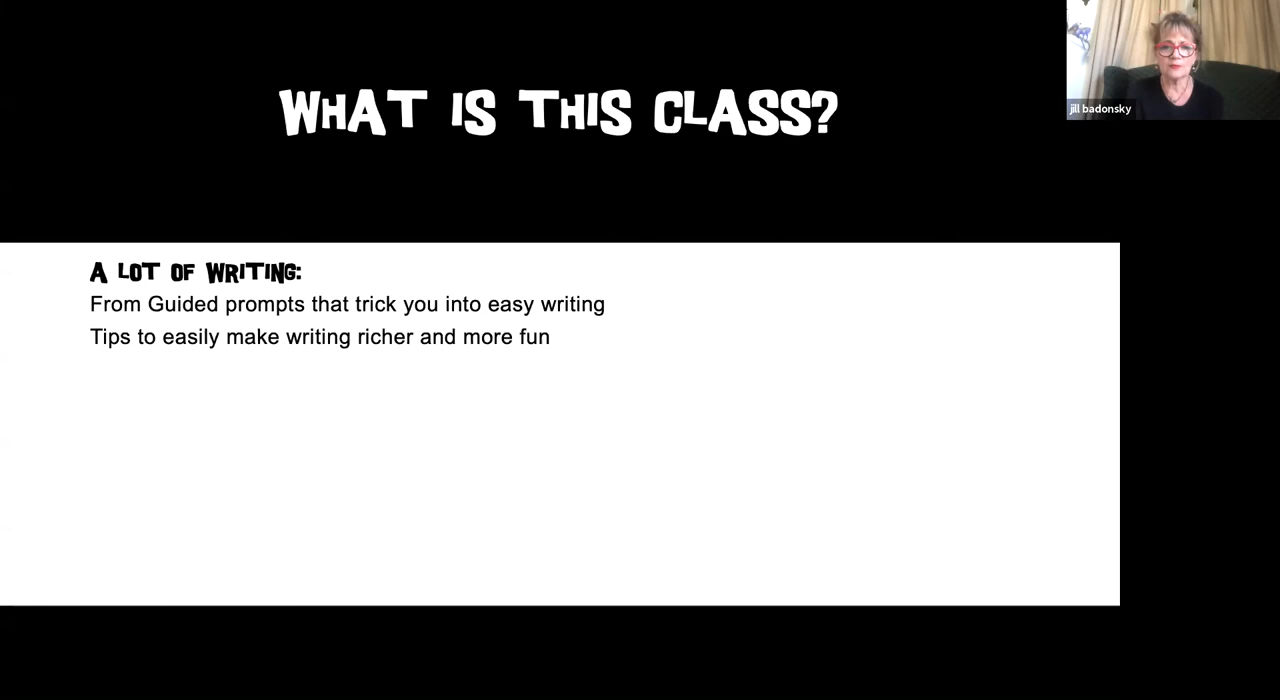 WHAT IS THIS CLASS?
jill badonsky
A LOT OF WRITING:
From Guided prompts that trick you into easy writing
Tips to easily make writing richer and more fun